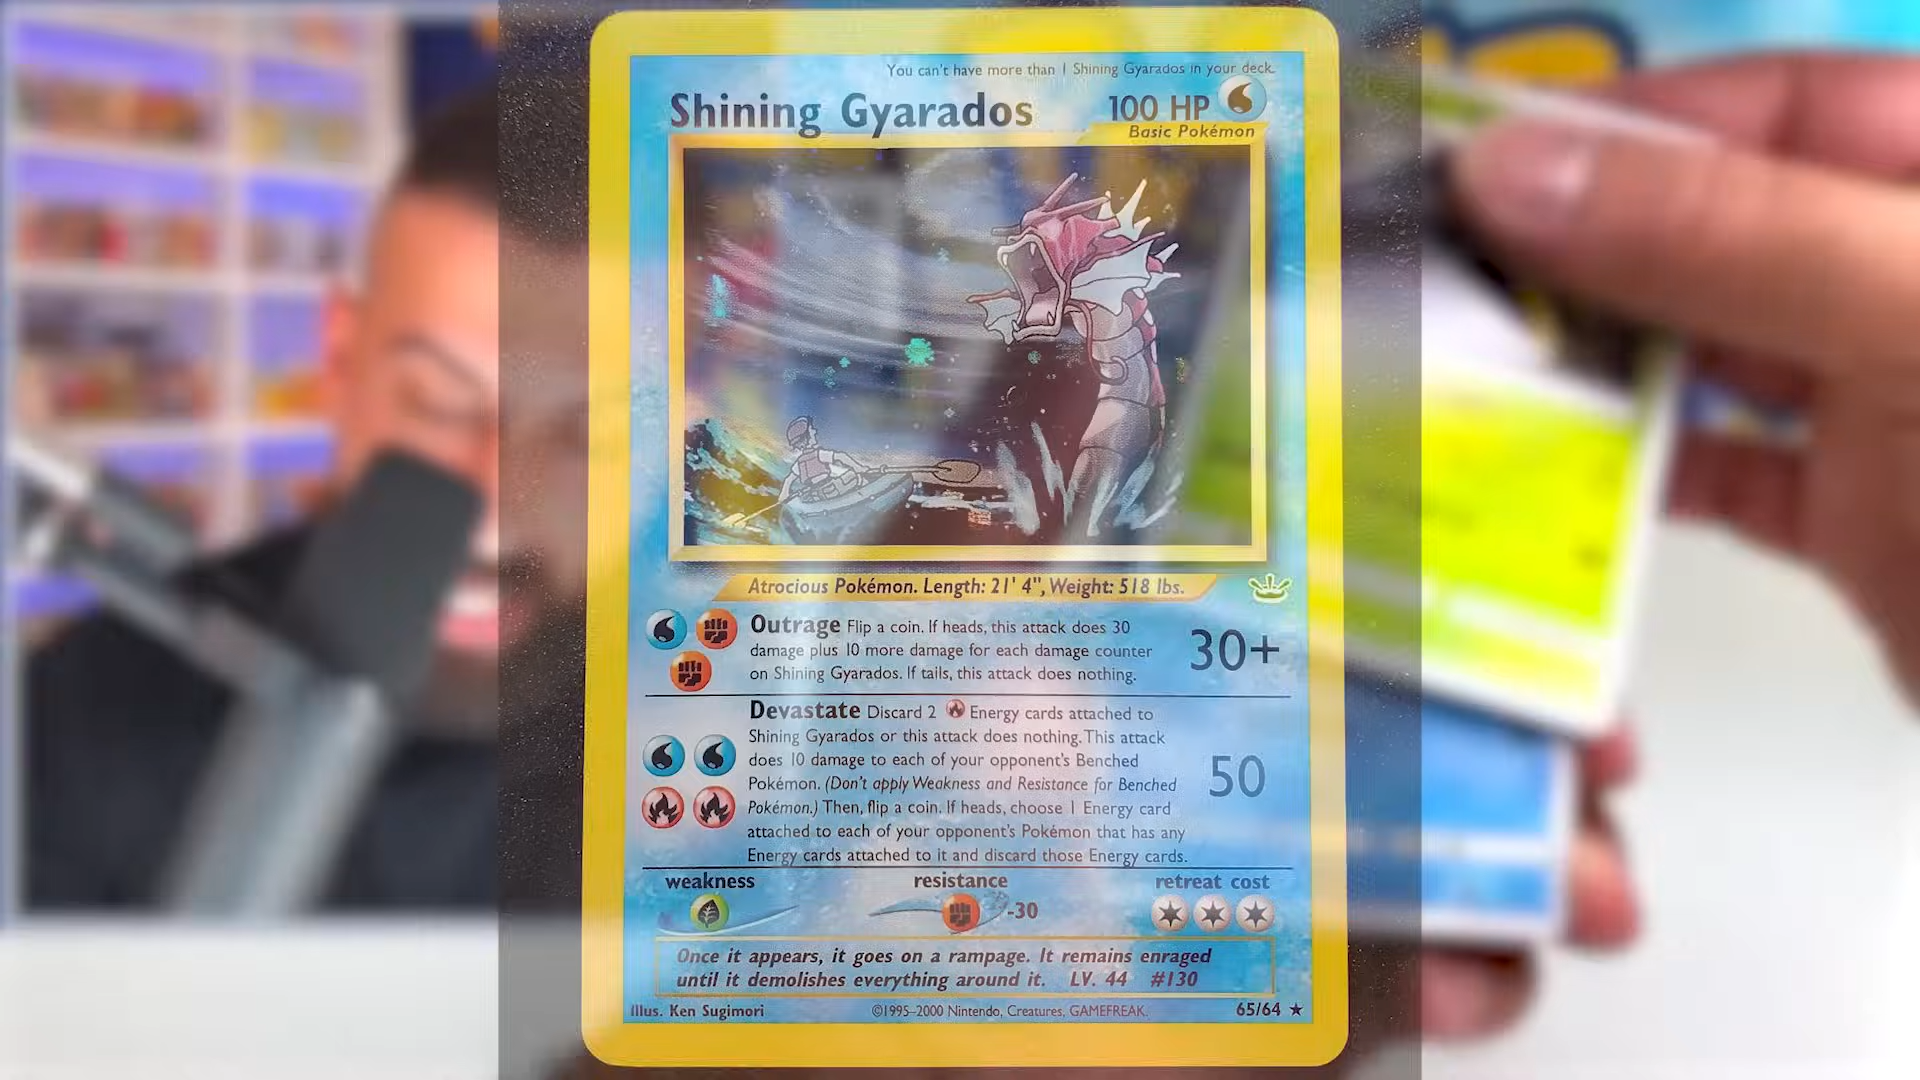 You can't have more than 1 Shining Gyarados in your deck.
Shining Gyarados 100 HP
Basic Pokémon
Atrocious Pokémon. Length: 21' 4", Weight: 518 lbs.
Outrage Flip a coin. If heads, this attack does 30
damage plus 10 more damage for each damage counter
on Shining Gyarados. If tails, this attack does nothing.
30+
Devastate Discard 2 Energy cards attached to
Shining Gyarados or this attack does nothing. This attack
does 10 damage to each of your opponent's Benched
Pokémon. (Don't apply Weakness and Resistance for Benched
Pokémon.) Then, flip a coin. If heads, choose 1 Energy card
attached to each of your opponent's Pokémon that has any
Energy cards attached to it and discard those Energy cards.
50
weakness resistance retreat cost
-30
Once it appears, it goes on a rampage. It remains enraged
until it demolishes everything around it. LV. 44 #130
Illus. Ken Sugimori ©1995–2000 Nintendo, Creatures, GAMEFREAK. 65/64 ★